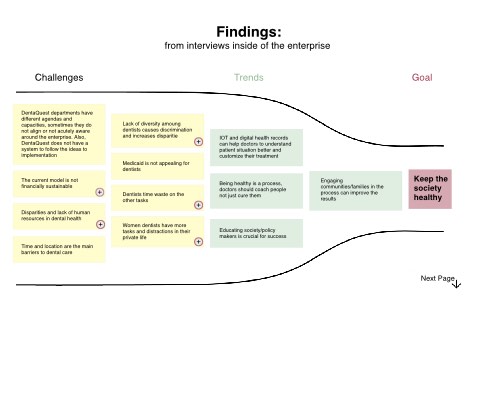 Findings:
from interviews inside of the enterprise
Challenges
Trends
Goal
DentaQuest departments have
different agendas and
capacities, sometimes they do
not align or not acutely aware
around the enterprise. Also,
DentaQuest does not have a
system to follow the ideas to
implementation
The current model is not
financially sustainable
Disparities and lack of human
resources in dental health
Time and location are the main
barriers to dental care
Lack of diversity amoung
dentists causes discrimination
and increases dispartie
Medicaid is not appealing for
dentists
Dentists time waste on the
other tasks
Women dentists have more
tasks and distractions in their
private life
IOT and digital health records
can help doctors to understand
patient situation better and
customize their treatment
Being healthy is a process,
doctors should coach people
not just cure them
Educating society/policy
makers is crucial for success
Engaging
communities/famlies in the
process can improve the
results
Keep the
society
healthy
Next Page